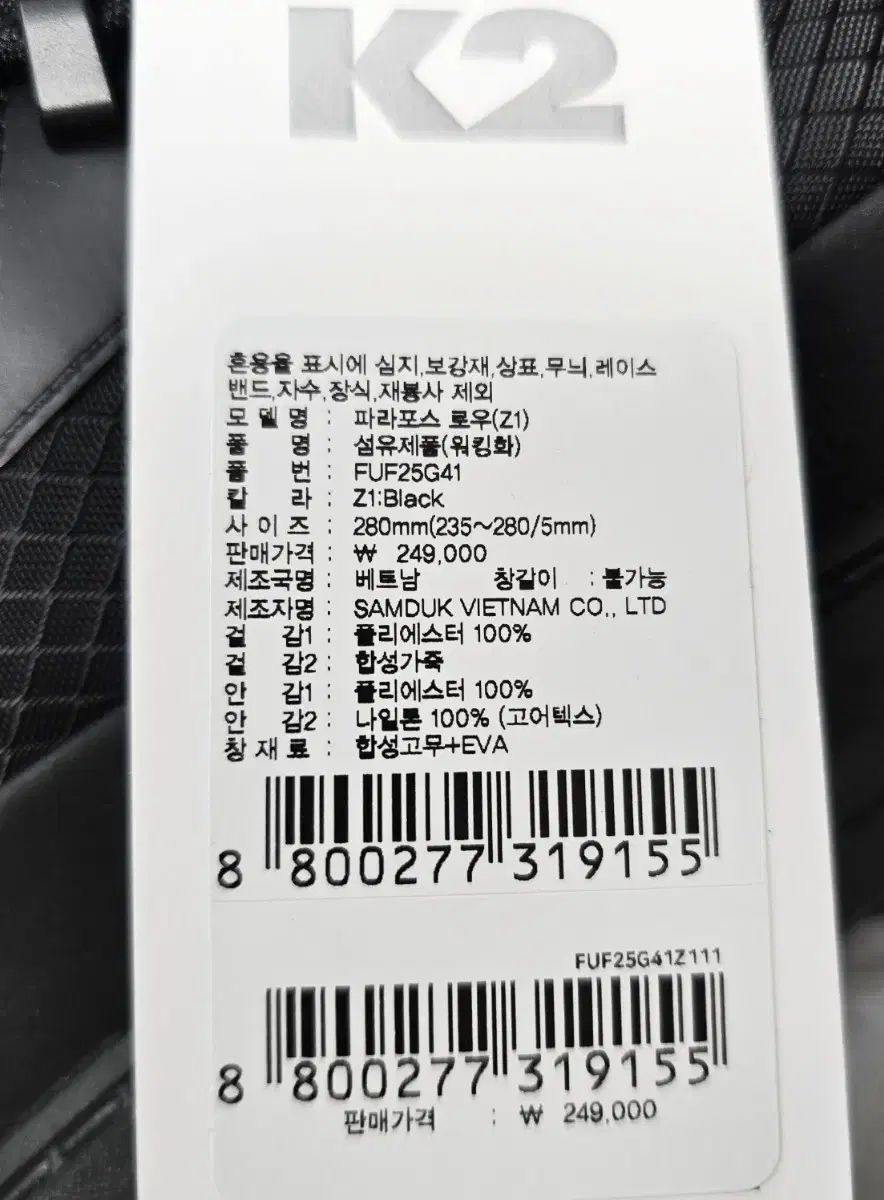 K2
혼용율 표시에 심지,보강재,상표,무늬,레이스
밴드,자수,장식,재봉사 제외
모 델 명 : 파라포스 로우(Z1)
품 명 : 섬유제품(워킹화)
품 번 : FUF25G41
칼 라 : Z1:Black
사 이 즈 : 280mm(235~280/5mm)
판매가격 : ₩ 249,000
제조국명 : 베트남 창갈이 : 불가능
제조자명 : SAMDUK VIETNAM CO., LTD
겉 감1 : 폴리에스터 100%
겉 감2 : 합성가죽
안 감1 : 폴리에스터 100%
안 감2 : 나일론 100% (고어텍스)
창 재 료 : 합성고무+EVA
8 800277 319155
FUF25G41Z111
8 800277 319155
판매가격 : ₩ 249,000